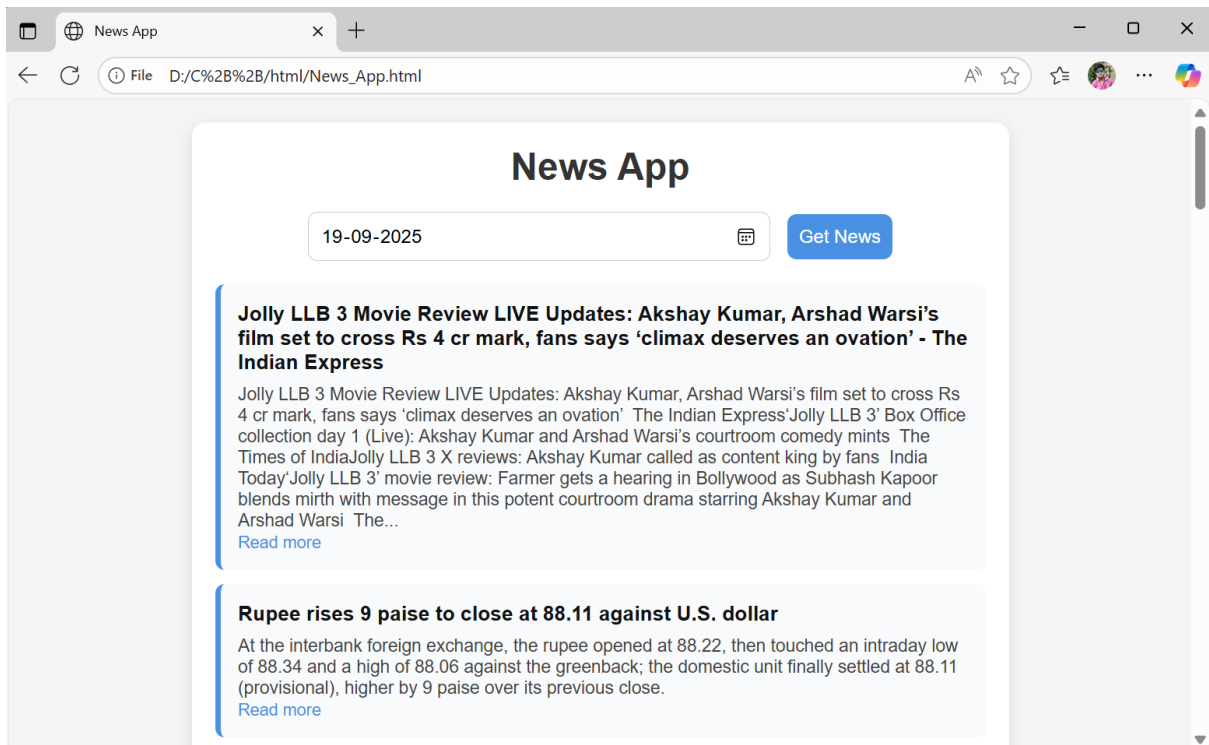 News App
File D:/C%2B%2B/html/News_App.html
News App
19-09-2025
Get News
Jolly LLB 3 Movie Review LIVE Updates: Akshay Kumar, Arshad Warsi’s
film set to cross Rs 4 cr mark, fans says ‘climax deserves an ovation’ - The
Indian Express
Jolly LLB 3 Movie Review LIVE Updates: Akshay Kumar, Arshad Warsi’s film set to cross Rs
4 cr mark, fans says ‘climax deserves an ovation’  The Indian Express‘Jolly LLB 3’ Box Office
collection day 1 (Live): Akshay Kumar and Arshad Warsi’s courtroom comedy mints  The
Times of IndiaJolly LLB 3 X reviews: Akshay Kumar called as content king by fans  India
Today‘Jolly LLB 3’ movie review: Farmer gets a hearing in Bollywood as Subhash Kapoor
blends mirth with message in this potent courtroom drama starring Akshay Kumar and
Arshad Warsi  The...
Read more
Rupee rises 9 paise to close at 88.11 against U.S. dollar
At the interbank foreign exchange, the rupee opened at 88.22, then touched an intraday low
of 88.34 and a high of 88.06 against the greenback; the domestic unit finally settled at 88.11
(provisional), higher by 9 paise over its previous close.
Read more